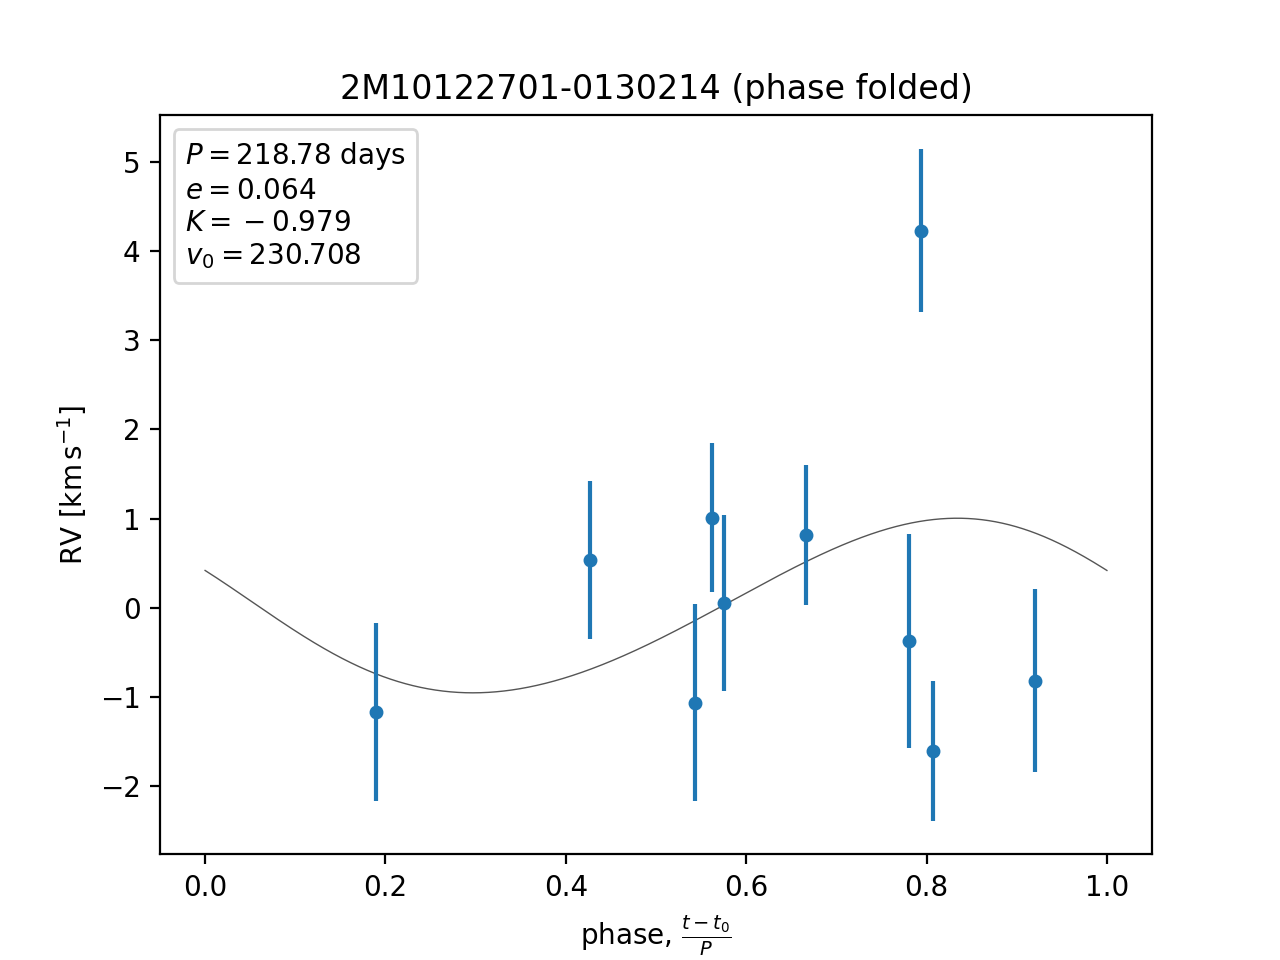 2M10122701-0130214 (phase folded)
P = 218.78 days
e = 0.064
K = −0.979
v₀ = 230.708
5
4
3
2
1
0
−1
−2
RV [km s⁻¹]
0.0 0.2 0.4 0.6 0.8 1.0
phase, (t − t₀)/P